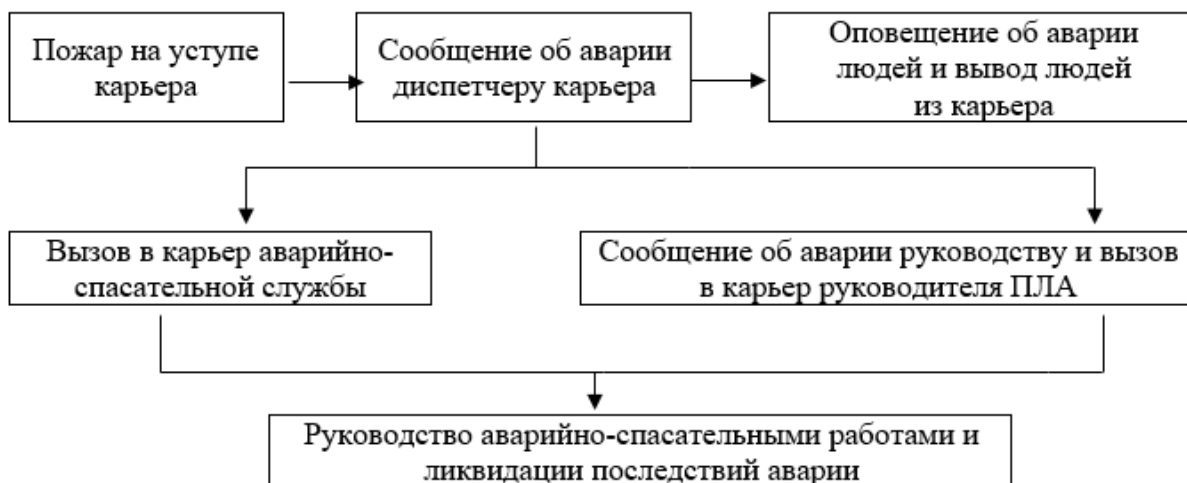 Пожар на уступе
карьера
Сообщение об аварии
диспетчеру карьера
Оповещение об аварии
людей и вывод людей
из карьера
Вызов в карьер аварийно-
спасательной службы
Сообщение об аварии руководству и вызов
в карьер руководителя ПЛА
Руководство аварийно-спасательными работами и
ликвидации последствий аварии